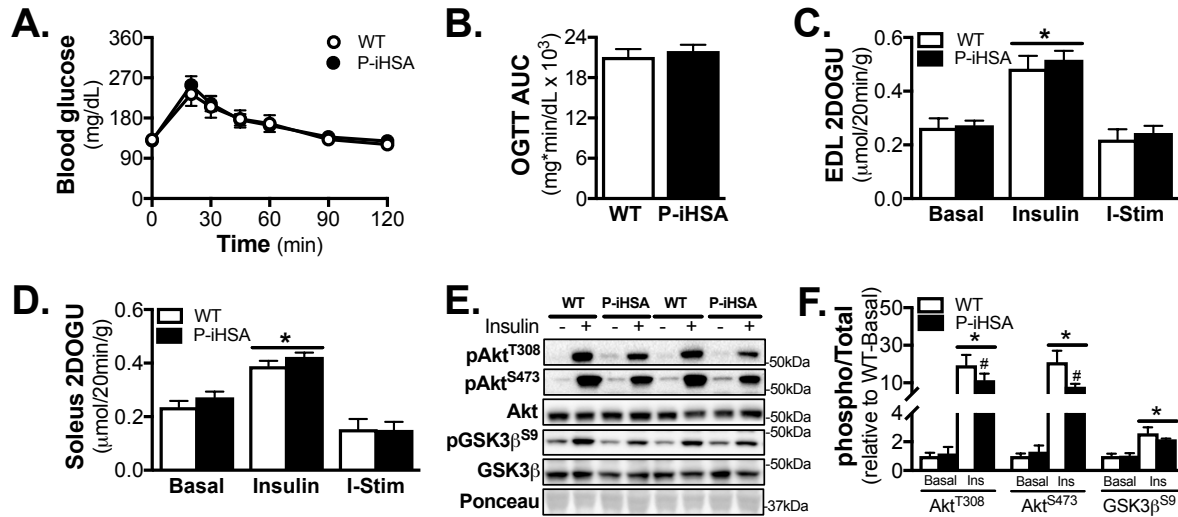 A.
Blood glucose
(mg/dL)
360
270
180
90
0
WT
P-iHSA
0 30 60 90 120
Time (min)
B.
OGTT AUC
(mg*min/dL x 10³)
24
18
12
6
0
WT P-iHSA
C.
EDL 2DOGU
(μmol/20min/g)
0.6
0.4
0.2
0.0
WT
P-iHSA
*
Basal Insulin I-Stim
D.
Soleus 2DOGU
(μmol/20min/g)
0.6
0.4
0.2
0.0
WT
P-iHSA
*
Basal Insulin I-Stim
E.
WT P-iHSA WT P-iHSA
Insulin - + - + - + - +
pAkt^T308
-50kDa
pAkt^S473
-50kDa
Akt
-50kDa
pGSK3β^S9
-50kDa
GSK3β
Ponceau
-37kDa
F.
phospho/Total
(relative to WT-Basal)
50
30
10
4
2
0
WT
P-iHSA
* * *
# #
Basal Ins Basal Ins Basal Ins
Akt^T308 Akt^S473 GSK3β^S9